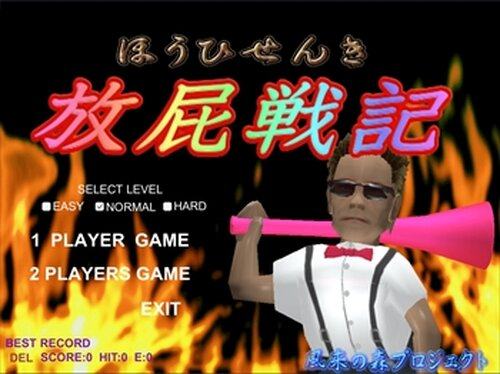 ほうひせんき
放屁戦記
SELECT LEVEL
EASY NORMAL HARD
1 PLAYER GAME
2 PLAYERS GAME
EXIT
BEST RECORD
DEL SCORE:0 HIT:0 E:0
風来の森プロジェクト